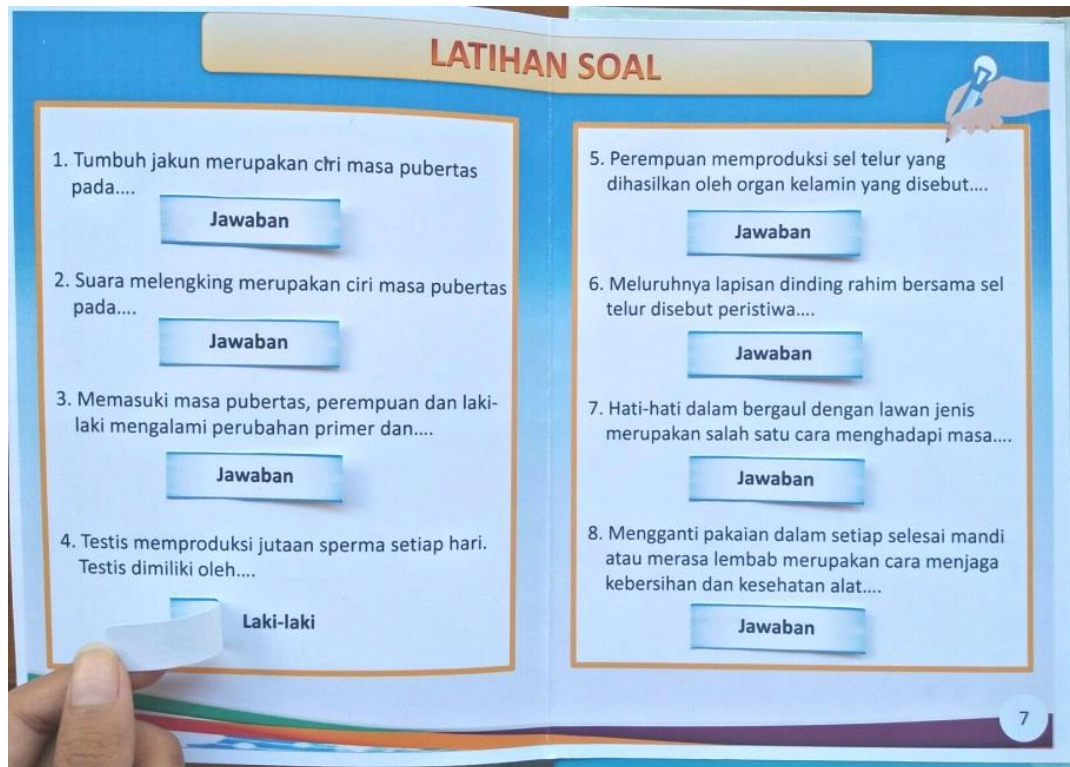 LATIHAN SOAL
1. Tumbuh jakun merupakan ciri masa pubertas
pada....
Jawaban
2. Suara melengking merupakan ciri masa pubertas
pada....
Jawaban
3. Memasuki masa pubertas, perempuan dan laki-
laki mengalami perubahan primer dan....
Jawaban
4. Testis memproduksi jutaan sperma setiap hari.
Testis dimiliki oleh....
Laki-laki
5. Perempuan memproduksi sel telur yang
dihasilkan oleh organ kelamin yang disebut....
Jawaban
6. Meluruhnya lapisan dinding rahim bersama sel
telur disebut peristiwa....
Jawaban
7. Hati-hati dalam bergaul dengan lawan jenis
merupakan salah satu cara menghadapi masa....
Jawaban
8. Mengganti pakaian dalam setiap selesai mandi
atau merasa lembab merupakan cara menjaga
kebersihan dan kesehatan alat....
Jawaban
7